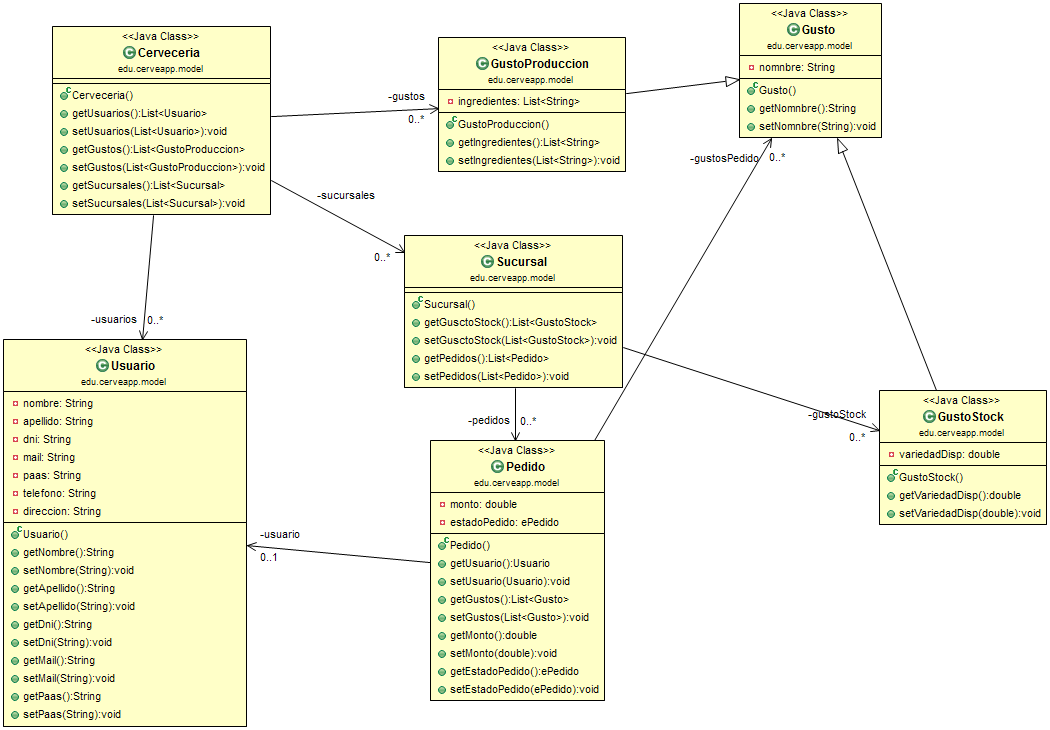 <<Java Class>>
Cerveceria
edu.cerveapp.model
Cerveceria()
getUsuarios():List<Usuario>
setUsuarios(List<Usuario>):void
getGustos():List<GustoProduccion>
setGustos(List<GustoProduccion>):void
getSucursales():List<Sucursal>
setSucursales(List<Sucursal>):void
-gustos
0..*
<<Java Class>>
GustoProduccion
edu.cerveapp.model
ingredientes: List<String>
GustoProduccion()
getIngredientes():List<String>
setIngredientes(List<String>):void
<<Java Class>>
Gusto
edu.cerveapp.model
nomnbre: String
Gusto()
getNomnbre():String
setNomnbre(String):void
-gustosPedido
0..*
-sucursales
0..*
<<Java Class>>
Sucursal
edu.cerveapp.model
Sucursal()
getGusctoStock():List<GustoStock>
setGusctoStock(List<GustoStock>):void
getPedidos():List<Pedido>
setPedidos(List<Pedido>):void
-usuarios
0..*
<<Java Class>>
Usuario
edu.cerveapp.model
nombre: String
apellido: String
dni: String
mail: String
paas: String
telefono: String
direccion: String
Usuario()
getNombre():String
setNombre(String):void
getApellido():String
setApellido(String):void
getDni():String
setDni(String):void
getMail():String
setMail(String):void
getPaas():String
setPaas(String):void
-pedidos
0..*
-gustoStock
0..*
<<Java Class>>
GustoStock
edu.cerveapp.model
variedadDisp: double
GustoStock()
getVariedadDisp():double
setVariedadDisp(double):void
<<Java Class>>
Pedido
edu.cerveapp.model
monto: double
estadoPedido: ePedido
Pedido()
getUsuario():Usuario
setUsuario(Usuario):void
getGustos():List<Gusto>
setGustos(List<Gusto>):void
getMonto():double
setMonto(double):void
getEstadoPedido():ePedido
setEstadoPedido(ePedido):void
-usuario
0..1